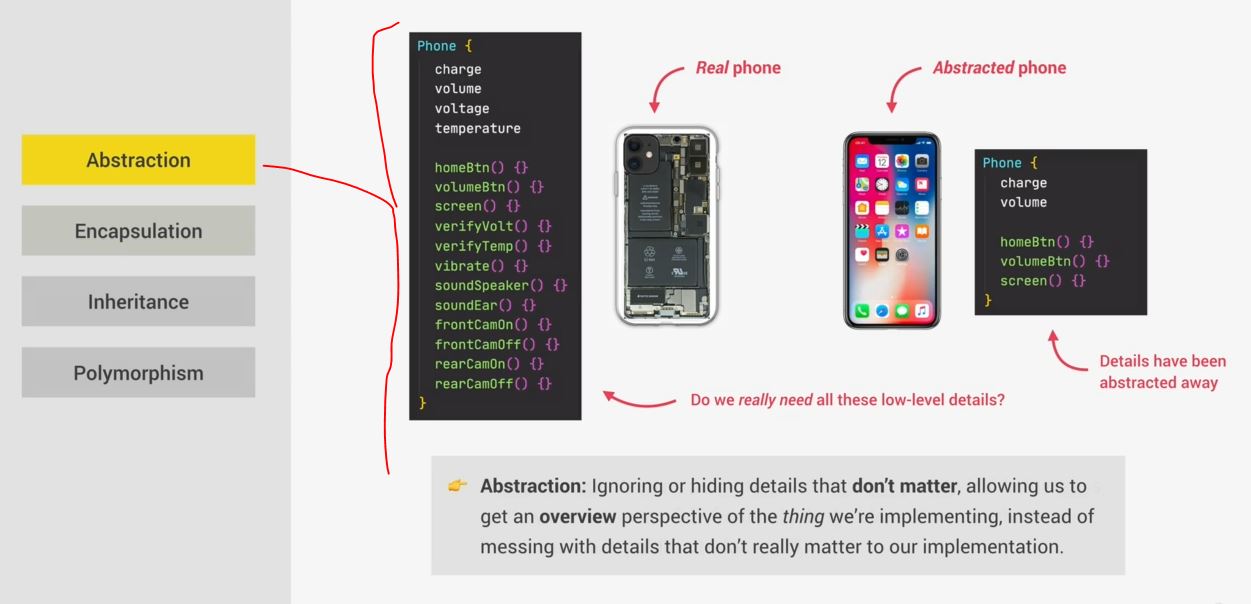 Abstraction
Encapsulation
Inheritance
Polymorphism
Phone {
charge
volume
voltage
temperature
homeBtn() {}
volumeBtn() {}
screen() {}
verifyVolt() {}
verifyTemp() {}
vibrate() {}
soundSpeaker() {}
soundEar() {}
frontCamOn() {}
frontCamOff() {}
rearCamOn() {}
rearCamOff() {}
}
Real phone
Abstracted phone
Phone {
charge
volume
homeBtn() {}
volumeBtn() {}
screen() {}
}
Details have been
abstracted away
Do we really need all these low-level details?
👉 Abstraction: Ignoring or hiding details that don’t matter, allowing us to
get an overview perspective of the thing we’re implementing, instead of
messing with details that don’t really matter to our implementation.